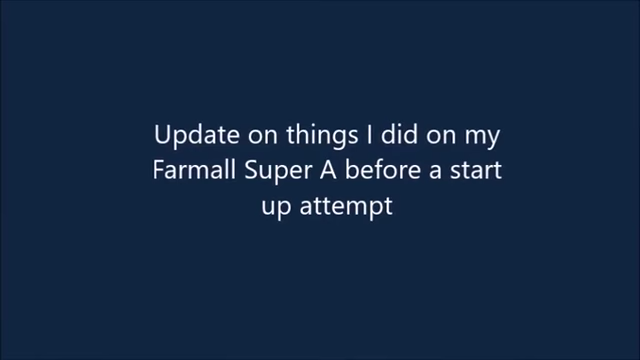 Update on things I did on my
Farmall Super A before a start
up attempt